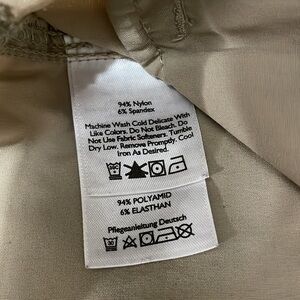 94% Nylon
6% Spandex
Machine Wash Cold Delicate With
Like Colors. Do Not Bleach. Do
Not Use Fabric Softeners. Tumble
Dry Low. Remove Promptly. Cool
Iron As Desired.
94% POLYAMID
6% ELASTHAN
Pflegeanleitung Deutsch